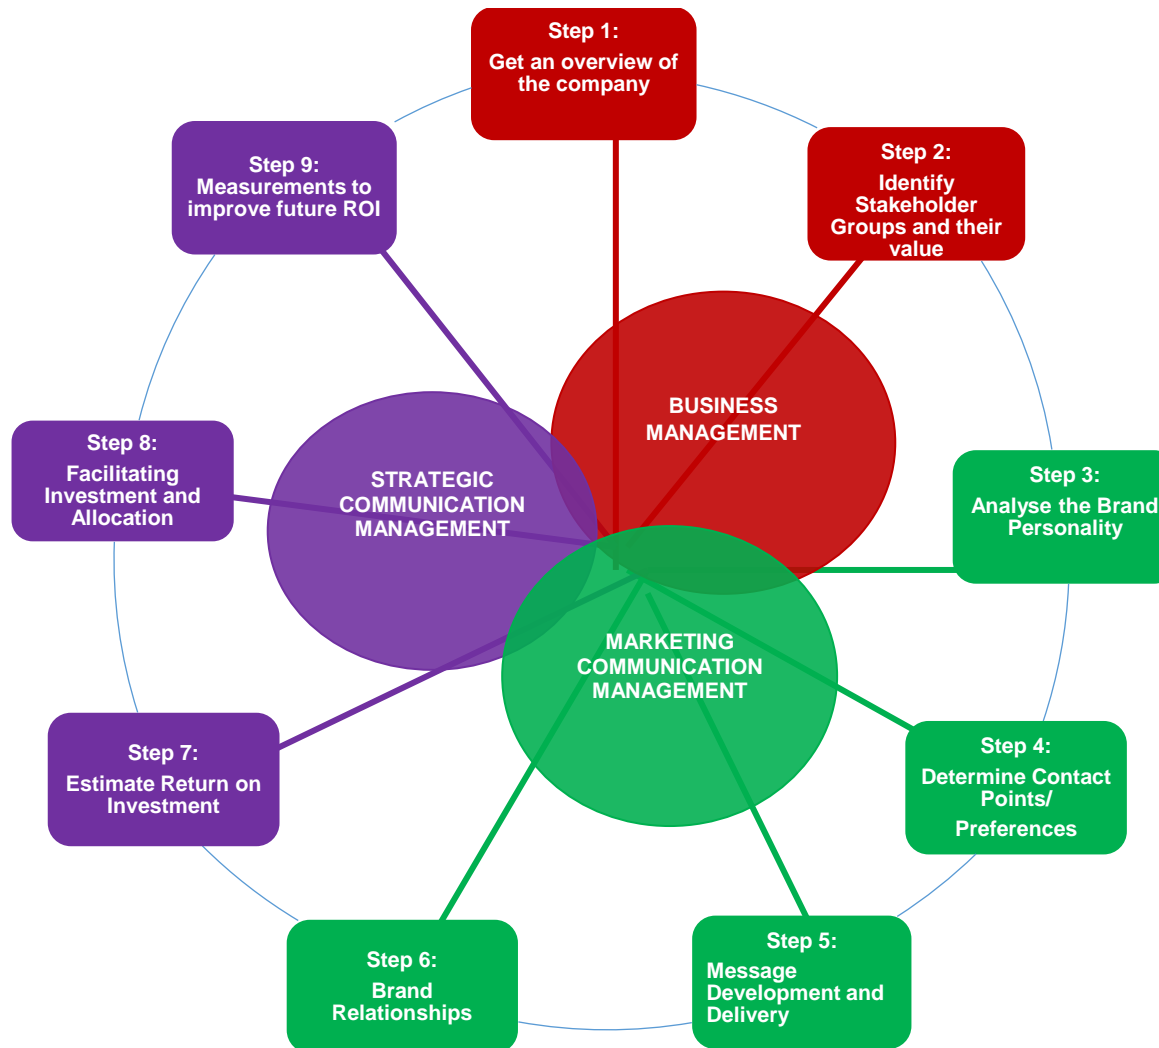 Step 1:
Get an overview of
the company
Step 2:
Identify
Stakeholder
Groups and their
value
Step 3:
Analyse the Brand
Personality
Step 4:
Determine Contact
Points/
Preferences
Step 5:
Message
Development and
Delivery
Step 6:
Brand
Relationships
Step 7:
Estimate Return on
Investment
Step 8:
Facilitating
Investment and
Allocation
Step 9:
Measurements to
improve future ROI
BUSINESS
MANAGEMENT
STRATEGIC
COMMUNICATION
MANAGEMENT
MARKETING
COMMUNICATION
MANAGEMENT